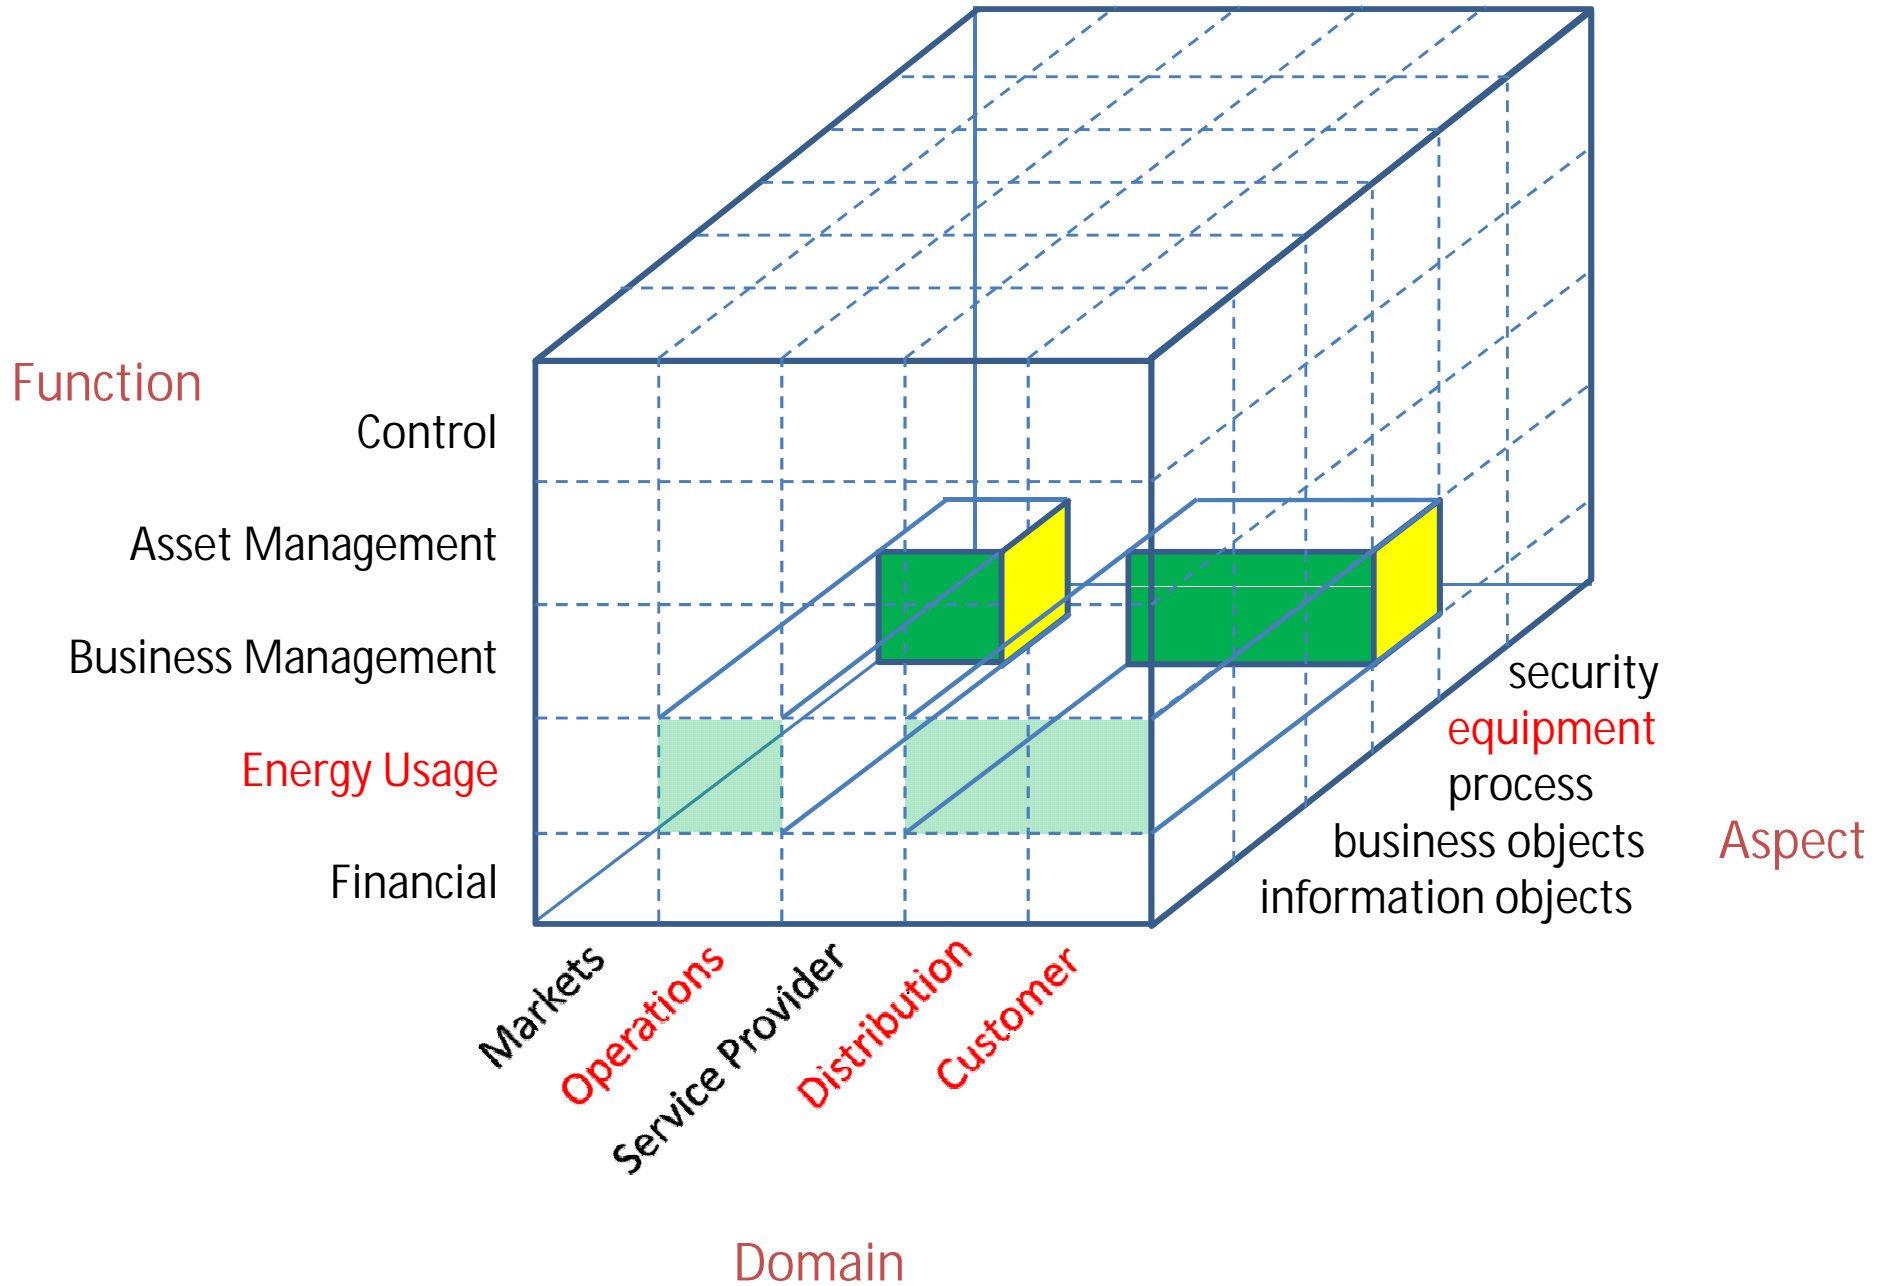 Function
Control
Asset Management
Business Management
Energy Usage
Financial
security
equipment
process
business objects
information objects
Aspect
Markets
Operations
Service Provider
Distribution
Customer
Domain